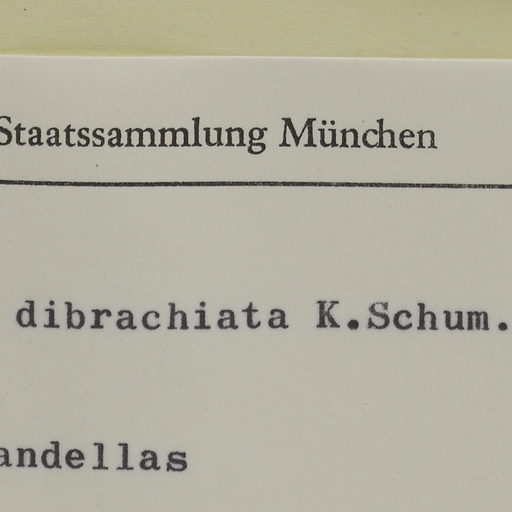 Staatssammlung München
dibrachiata K.Schum.
andellas